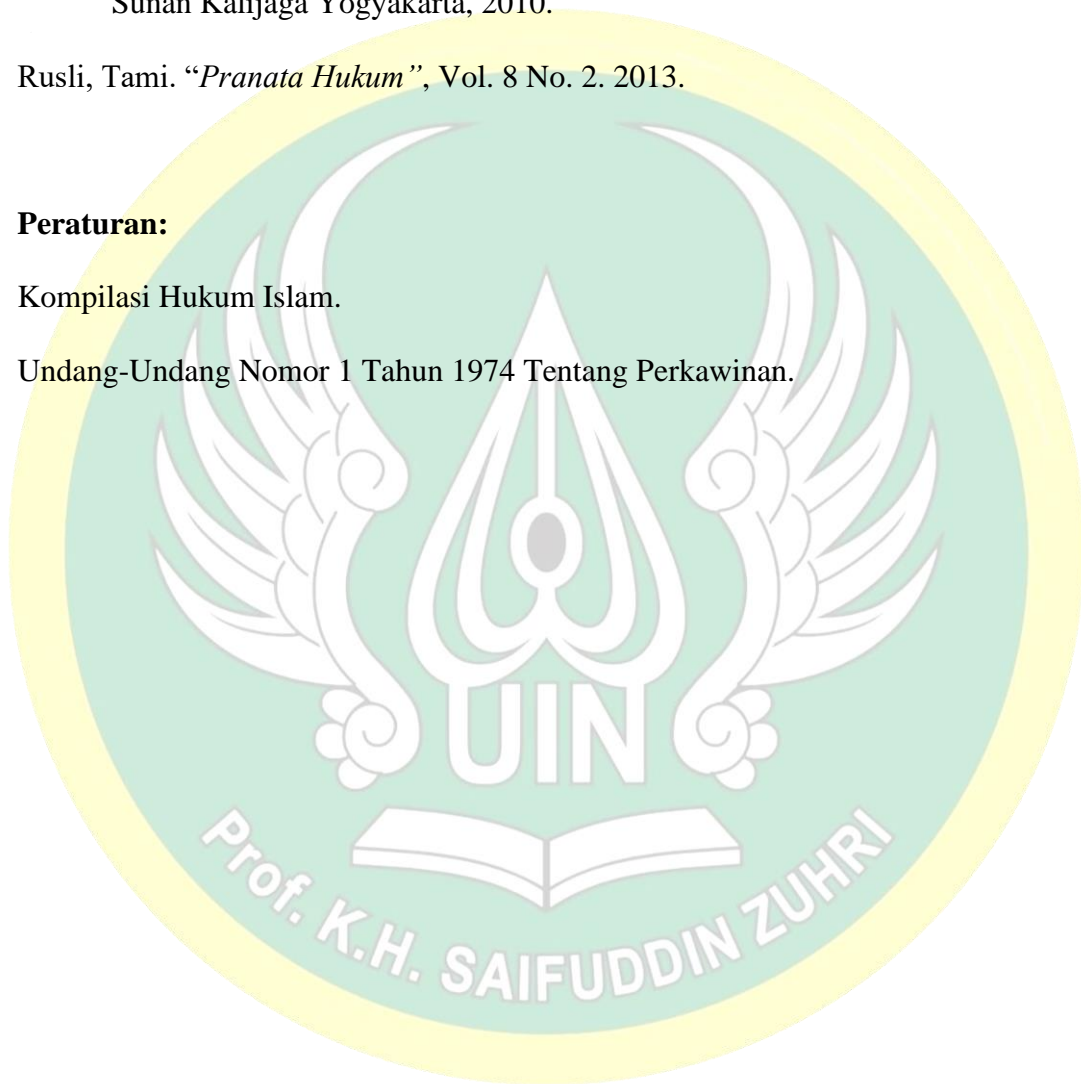 Sunan Kalijaga Yogyakarta, 2010.
Rusli, Tami. “Pranata Hukum”, Vol. 8 No. 2. 2013.
Peraturan:
Kompilasi Hukum Islam.
Undang-Undang Nomor 1 Tahun 1974 Tentang Perkawinan.
UIN
Prof. K.H. SAIFUDDIN ZUHRI